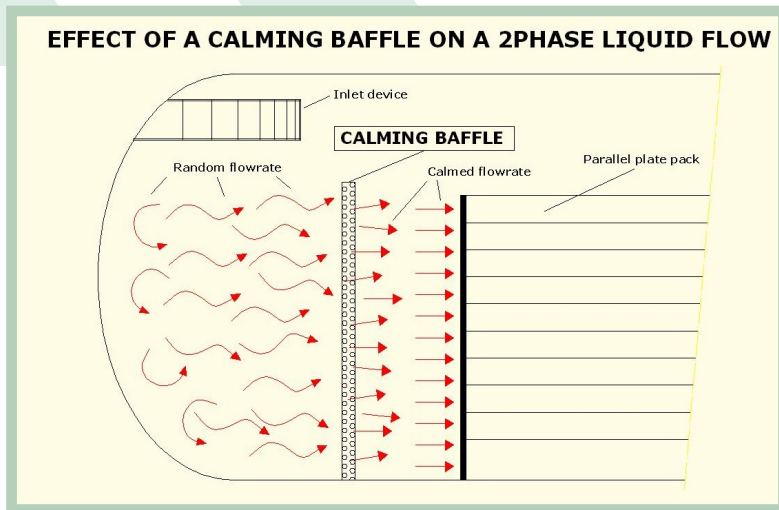 EFFECT OF A CALMING BAFFLE ON A 2PHASE LIQUID FLOW
Inlet device
CALMING BAFFLE
Random flowrate
Calmed flowrate
Parallel plate pack